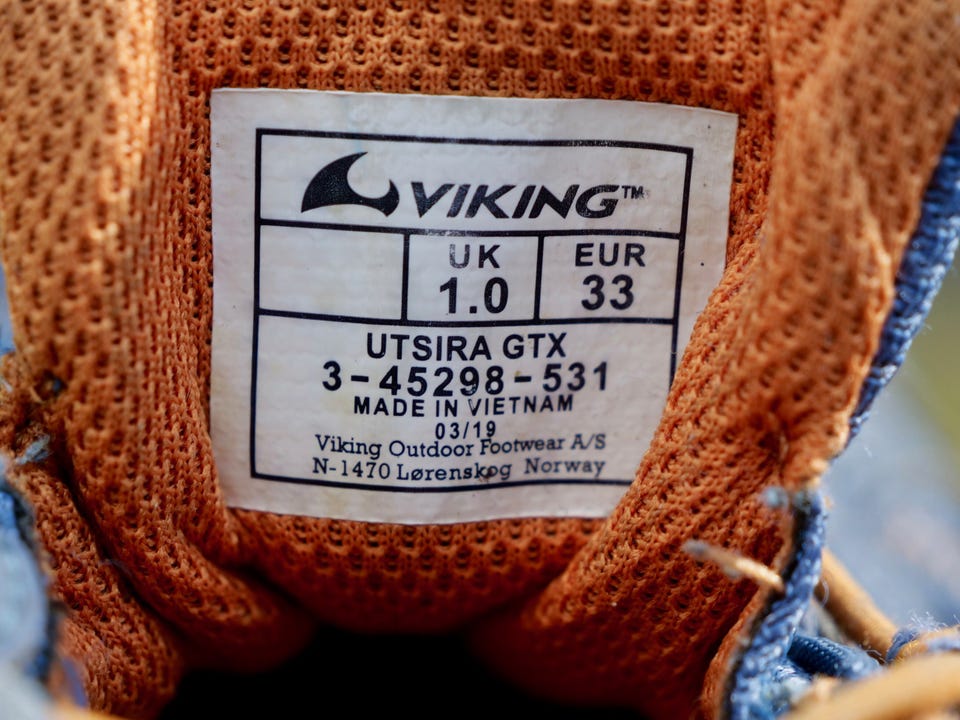 VIKING™
UK EUR
1.0 33
UTSIRA GTX
3-45298-531
MADE IN VIETNAM
03/19
Viking Outdoor Footwear A/S
N-1470 Lørenskog Norway